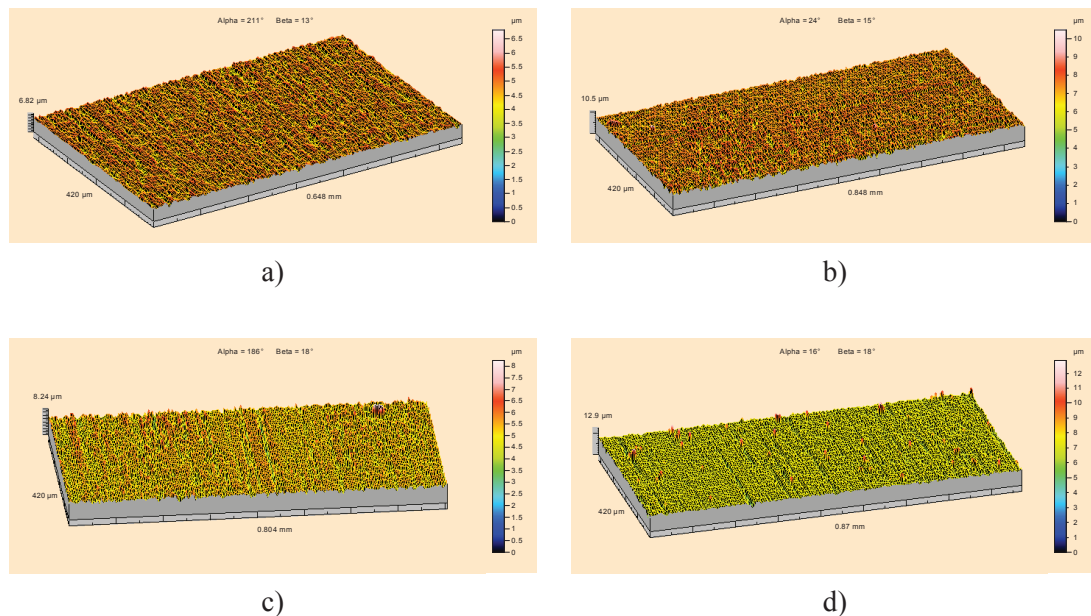 Alpha = 211° Beta = 13°
µm
6.5
6
5.5
5
4.5
4
3.5
3
2.5
2
1.5
1
0.5
0
6.82 µm
420 µm
0.648 mm
a)
Alpha = 24° Beta = 15°
µm
10
9
8
7
6
5
4
3
2
1
0
10.5 µm
420 µm
0.848 mm
b)
Alpha = 186° Beta = 18°
µm
8
7.5
7
6.5
6
5.5
5
4.5
4
3.5
3
2.5
2
1.5
1
0.5
0
8.24 µm
420 µm
0.804 mm
c)
Alpha = 16° Beta = 18°
µm
12
11
10
9
8
7
6
5
4
3
2
1
0
12.9 µm
420 µm
0.87 mm
d)